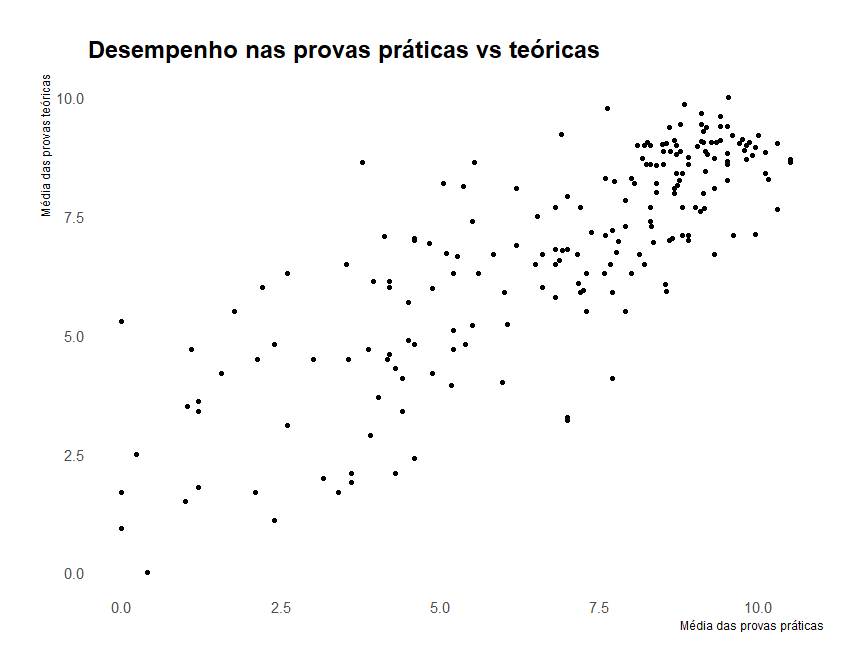 Desempenho nas provas práticas vs teóricas
Média das provas teóricas
10.0
7.5
5.0
2.5
0.0
0.0 2.5 5.0 7.5 10.0
Média das provas práticas